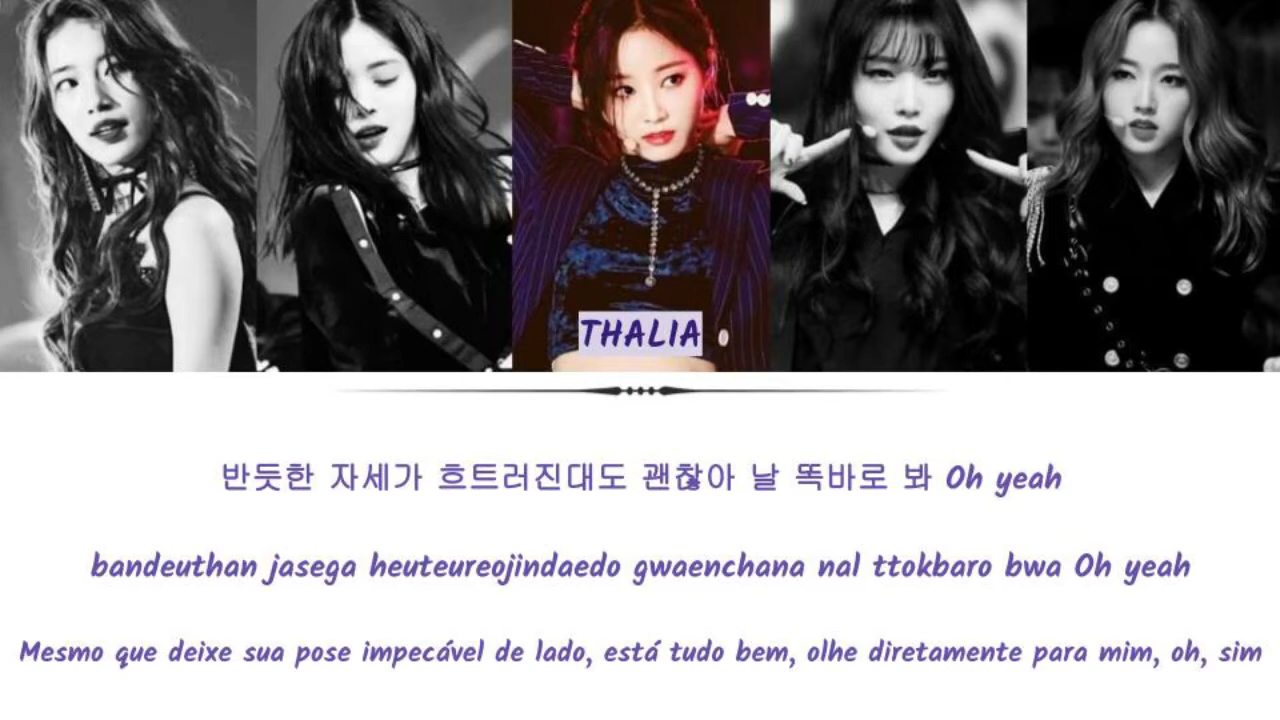 THALIA
반듯한 자세가 흐트러진대도 괜찮아 날 똑바로 봐 Oh yeah
bandeuthan jasega heuteureojindaedo gwaenchana nal ttokbaro bwa Oh yeah
Mesmo que deixe sua pose impecável de lado, está tudo bem, olhe diretamente para mim, oh, sim